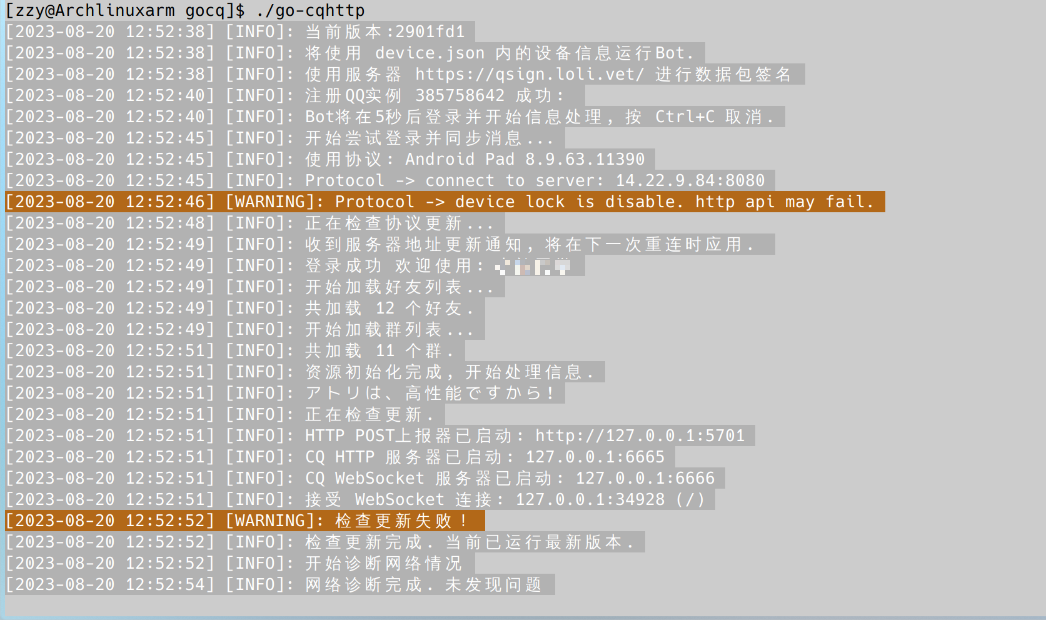 [zzy@Archlinuxarm gocq]$ ./go-cqhttp
[2023-08-20 12:52:38] [INFO]: 当前版本:2901fd1
[2023-08-20 12:52:38] [INFO]: 将使用 device.json 内的设备信息运行Bot.
[2023-08-20 12:52:38] [INFO]: 使用服务器 https://qsign.loli.vet/ 进行数据包签名
[2023-08-20 12:52:40] [INFO]: 注册QQ实例 385758642 成功:
[2023-08-20 12:52:40] [INFO]: Bot将在5秒后登录并开始信息处理, 按 Ctrl+C 取消.
[2023-08-20 12:52:45] [INFO]: 开始尝试登录并同步消息...
[2023-08-20 12:52:45] [INFO]: 使用协议: Android Pad 8.9.63.11390
[2023-08-20 12:52:45] [INFO]: Protocol -> connect to server: 14.22.9.84:8080
[2023-08-20 12:52:46] [WARNING]: Protocol -> device lock is disable. http api may fail.
[2023-08-20 12:52:48] [INFO]: 正在检查协议更新...
[2023-08-20 12:52:49] [INFO]: 收到服务器地址更新通知, 将在下一次重连时应用.
[2023-08-20 12:52:49] [INFO]: 登录成功 欢迎使用:
[2023-08-20 12:52:49] [INFO]: 开始加载好友列表...
[2023-08-20 12:52:49] [INFO]: 共加载 12 个好友.
[2023-08-20 12:52:49] [INFO]: 开始加载群列表...
[2023-08-20 12:52:51] [INFO]: 共加载 11 个群.
[2023-08-20 12:52:51] [INFO]: 资源初始化完成, 开始处理信息.
[2023-08-20 12:52:51] [INFO]: アトリは、高性能ですから!
[2023-08-20 12:52:51] [INFO]: 正在检查更新.
[2023-08-20 12:52:51] [INFO]: HTTP POST上报器已启动: http://127.0.0.1:5701
[2023-08-20 12:52:51] [INFO]: CQ HTTP 服务器已启动: 127.0.0.1:6665
[2023-08-20 12:52:51] [INFO]: CQ WebSocket 服务器已启动: 127.0.0.1:6666
[2023-08-20 12:52:51] [INFO]: 接受 WebSocket 连接: 127.0.0.1:34928 (/)
[2023-08-20 12:52:52] [WARNING]: 检查更新失败！
[2023-08-20 12:52:52] [INFO]: 检查更新完成. 当前已运行最新版本.
[2023-08-20 12:52:52] [INFO]: 开始诊断网络情况
[2023-08-20 12:52:54] [INFO]: 网络诊断完成. 未发现问题